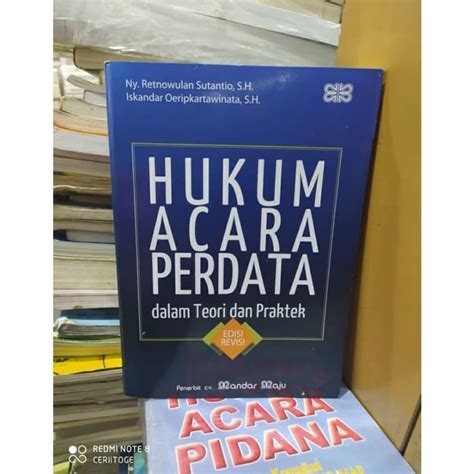 Ny. Retnowulan Sutantio, S.H.
Iskandar Oeripkartawinata, S.H.
HUKUM
ACARA
PERDATA
dalam Teori dan Praktek
EDISI
REVISI
Penerbit CV. Mandar Maju
ACARA
PIDANA
REDMI NOTE 8
CERIITOGE